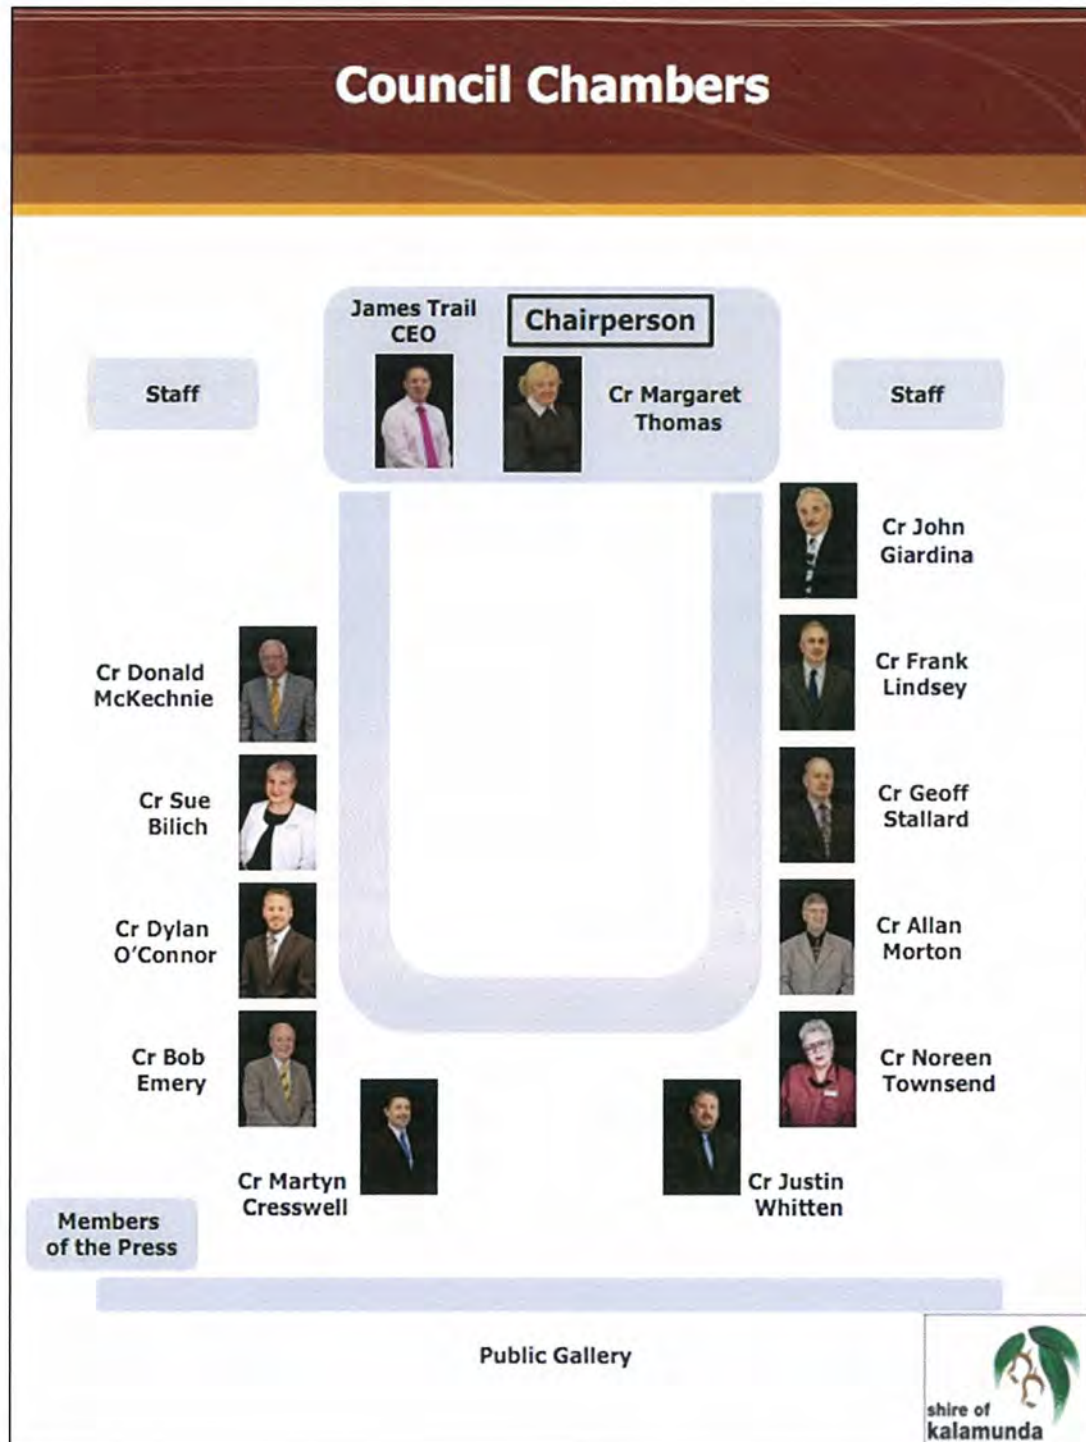 Council Chambers
James Trail
CEO
Chairperson
Cr Margaret
Thomas
Staff
Staff
Cr John
Giardina
Cr Donald
McKechnie
Cr Frank
Lindsey
Cr Sue
Bilich
Cr Geoff
Stallard
Cr Dylan
O'Connor
Cr Allan
Morton
Cr Bob
Emery
Cr Noreen
Townsend
Cr Martyn
Cresswell
Cr Justin
Whitten
Members
of the Press
Public Gallery
shire of
kalamunda